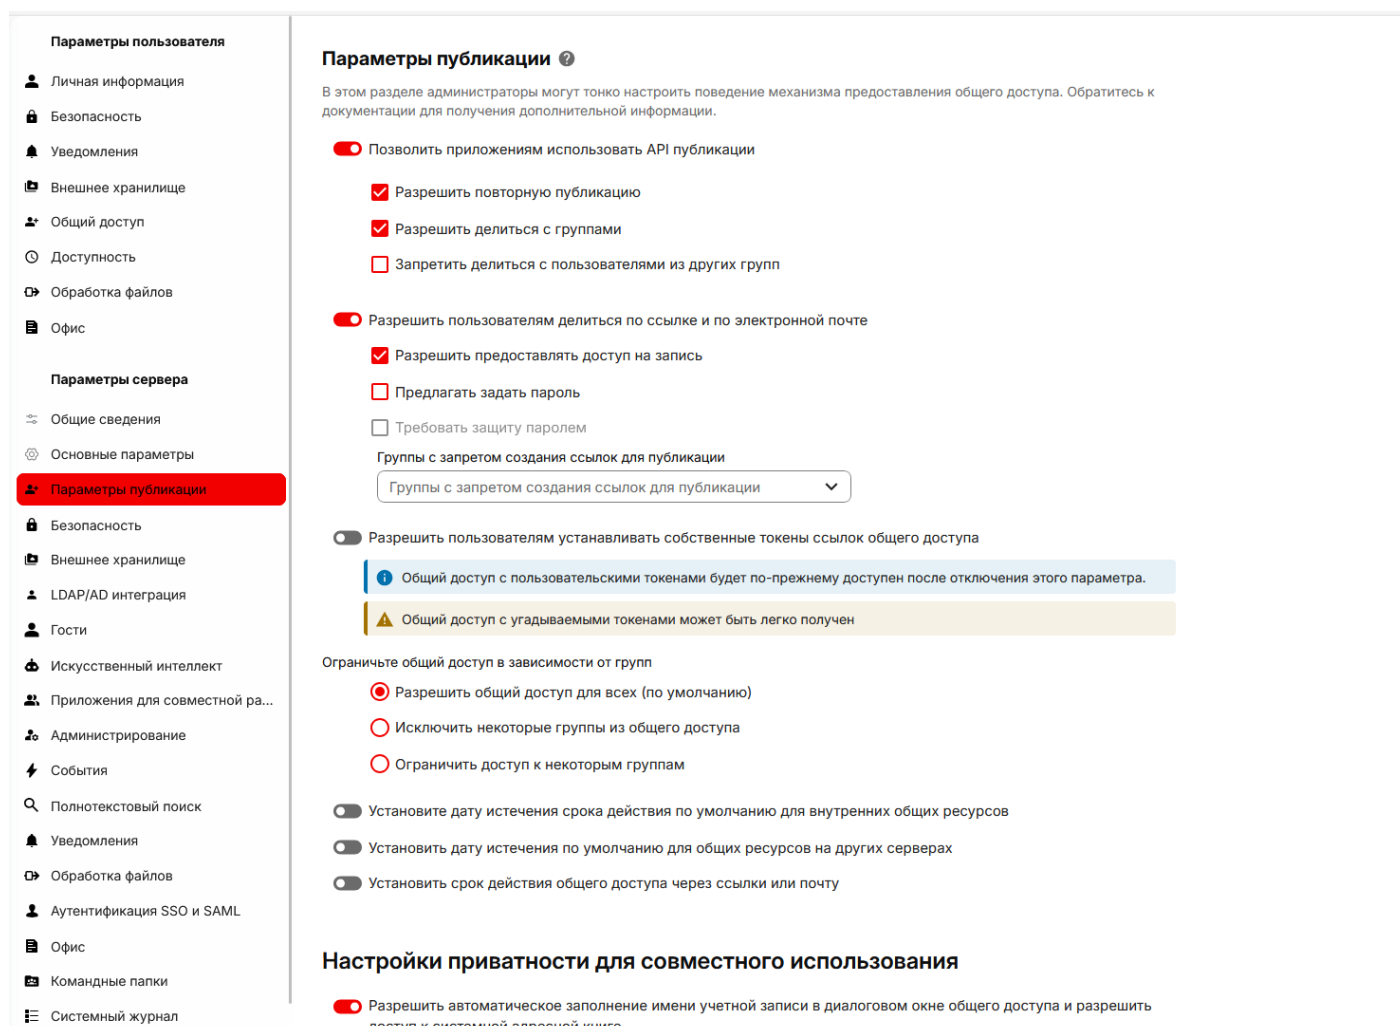 Параметры пользователя
Личная информация
Безопасность
Уведомления
Внешнее хранилище
Общий доступ
Доступность
Обработка файлов
Офис
Параметры сервера
Общие сведения
Основные параметры
Параметры публикации
Безопасность
Внешнее хранилище
LDAP/AD интеграция
Гости
Искусственный интеллект
Приложения для совместной ра...
Администрирование
События
Полнотекстовый поиск
Уведомления
Обработка файлов
Аутентификация SSO и SAML
Офис
Командные папки
Системный журнал
Параметры публикации
В этом разделе администраторы могут тонко настроить поведение механизма предоставления общего доступа. Обратитесь к
документации для получения дополнительной информации.
Позволить приложениям использовать API публикации
Разрешить повторную публикацию
Разрешить делиться с группами
Запретить делиться с пользователями из других групп
Разрешить пользователям делиться по ссылке и по электронной почте
Разрешить предоставлять доступ на запись
Предлагать задать пароль
Требовать защиту паролем
Группы с запретом создания ссылок для публикации
Группы с запретом создания ссылок для публикации
Разрешить пользователям устанавливать собственные токены ссылок общего доступа
Общий доступ с пользовательскими токенами будет по-прежнему доступен после отключения этого параметра.
Общий доступ с угадываемыми токенами может быть легко получен
Ограничьте общий доступ в зависимости от групп
Разрешить общий доступ для всех (по умолчанию)
Исключить некоторые группы из общего доступа
Ограничить доступ к некоторым группам
Установите дату истечения срока действия по умолчанию для внутренних общих ресурсов
Установить дату истечения по умолчанию для общих ресурсов на других серверах
Установить срок действия общего доступа через ссылки или почту
Настройки приватности для совместного использования
Разрешить автоматическое заполнение имени учетной записи в диалоговом окне общего доступа и разрешить
доступ к системной адресной книге